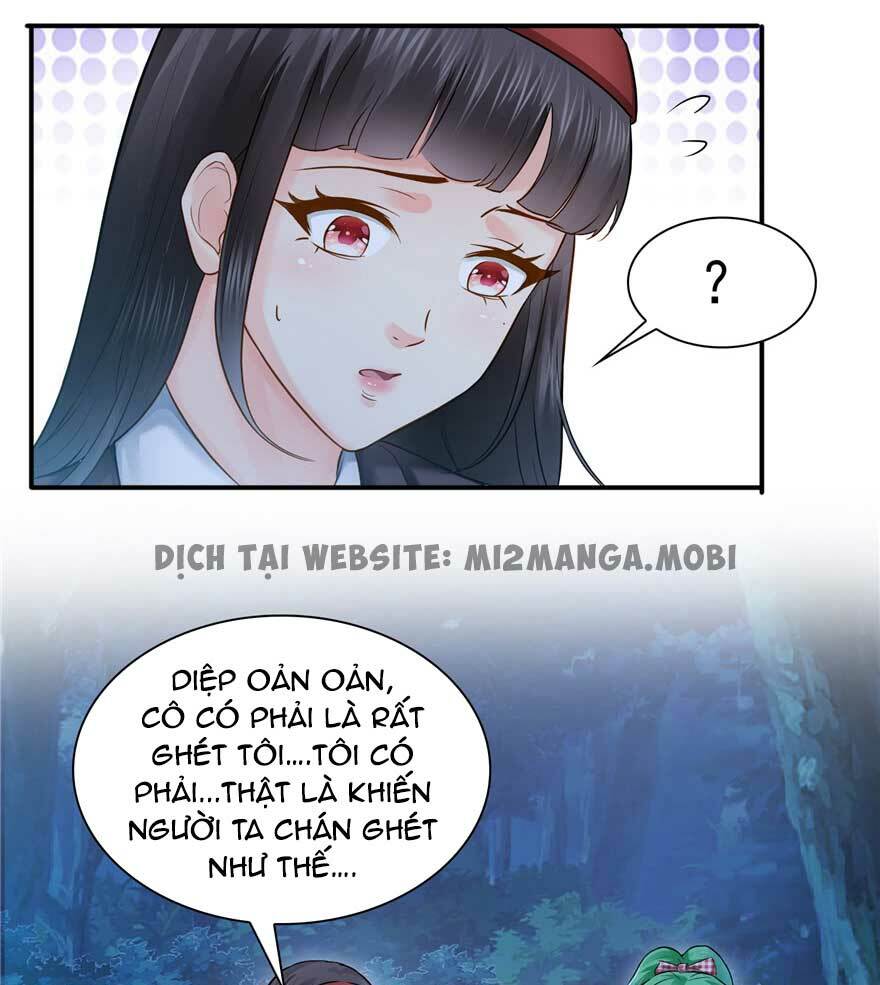 ?
DỊCH TẠI WEBSITE: MI2MANGA.MOBI
DIỆP OẢN OẢN,
CÔ CÓ PHẢI LÀ RẤT
GHÉT TÔI....TÔI CÓ
PHẢI...THẬT LÀ KHIẾN
NGƯỜI TA CHÁN GHÉT
NHƯ THẾ....